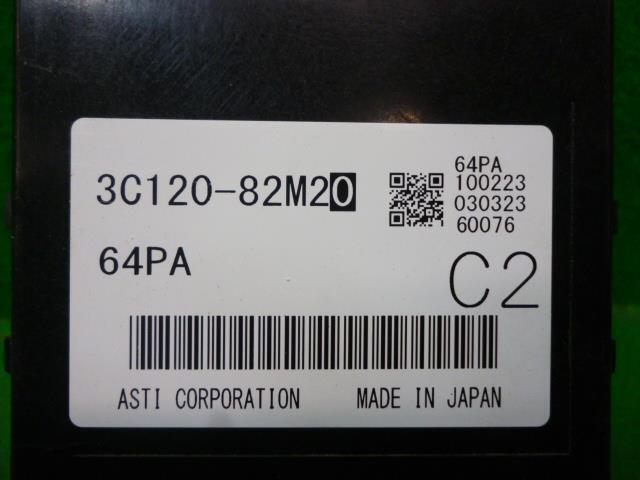 3C120-82M20
64PA
100223
030323
60076
64PA
C2
ASTI CORPORATION MADE IN JAPAN